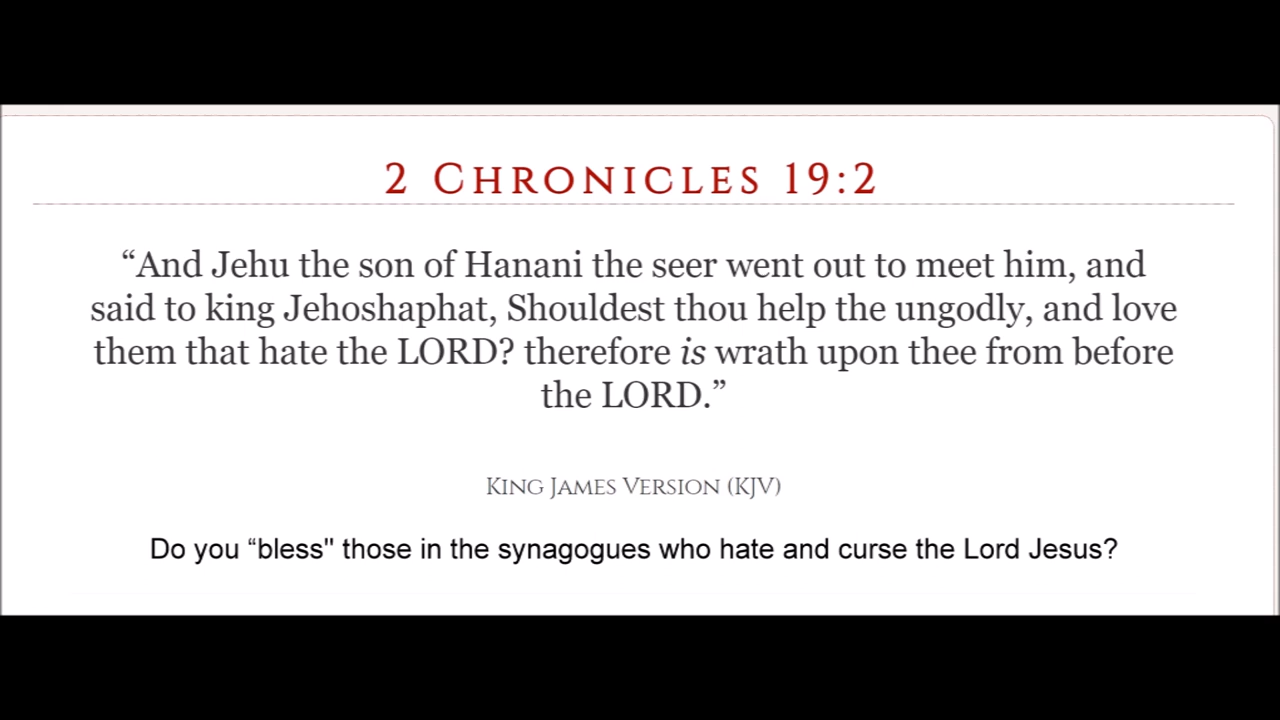 2 Chronicles 19:2
“And Jehu the son of Hanani the seer went out to meet him, and
said to king Jehoshaphat, Shouldest thou help the ungodly, and love
them that hate the LORD? therefore is wrath upon thee from before
the LORD.”
King James Version (KJV)
Do you “bless" those in the synagogues who hate and curse the Lord Jesus?